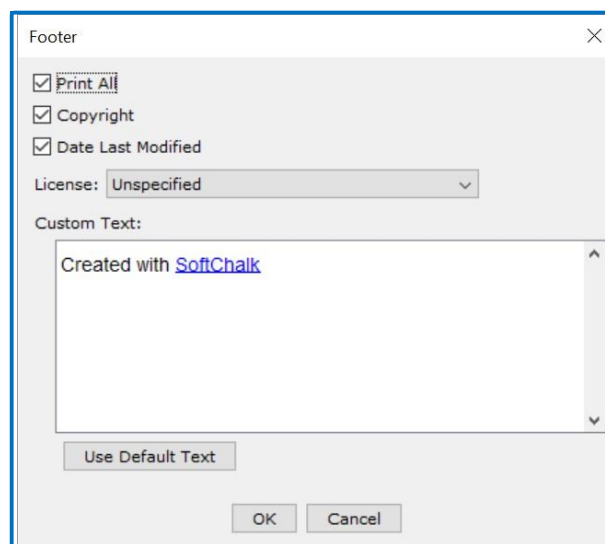 Footer
Print All
Copyright
Date Last Modified
License: Unspecified
Custom Text:
Created with SoftChalk
Use Default Text
OK Cancel